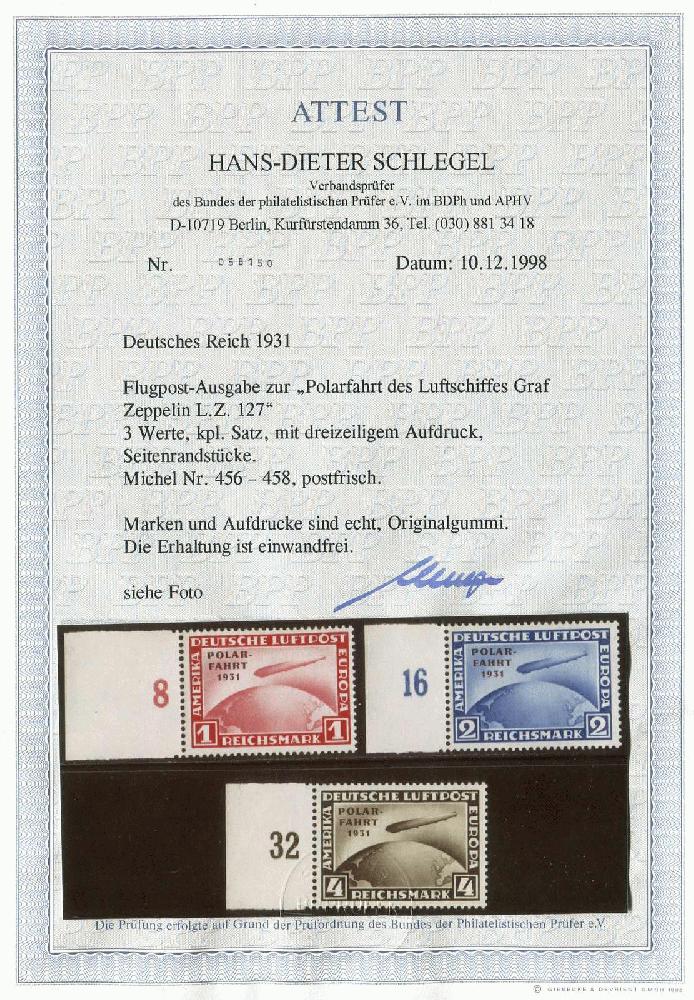 ATTEST
HANS-DIETER SCHLEGEL
Verbandsprüfer
des Bundes der philatelistischen Prüfer e.V. im BDPh und APHV
D-10719 Berlin, Kurfürstendamm 36, Tel. (030) 881 34 18
Nr. Datum: 10.12.1998
Deutsches Reich 1931
Flugpost-Ausgabe zur „Polarfahrt des Luftschiffes Graf
Zeppelin L.Z. 127“
3 Werte, kpl. Satz, mit dreizeiligem Aufdruck,
Seitenrandstücke.
Michel Nr. 456 – 458, postfrisch.
Marken und Aufdrucke sind echt, Originalgummi.
Die Erhaltung ist einwandfrei.
siehe Foto
8
DEUTSCHE LUFTPOST
AMERIKA
EUROPA
POLAR-
FAHRT
1931
1 REICHSMARK 1
16
DEUTSCHE LUFTPOST
AMERIKA
EUROPA
POLAR-
FAHRT
1931
2 REICHSMARK 2
32
DEUTSCHE LUFTPOST
AMERIKA
EUROPA
POLAR-
FAHRT
1931
4 REICHSMARK 4
Die Prüfung erfolgte auf Grund der Prüfordnung des Bundes der Philatelistischen Prüfer e.V.
© GIESECKE & DEVRIENT GMBH